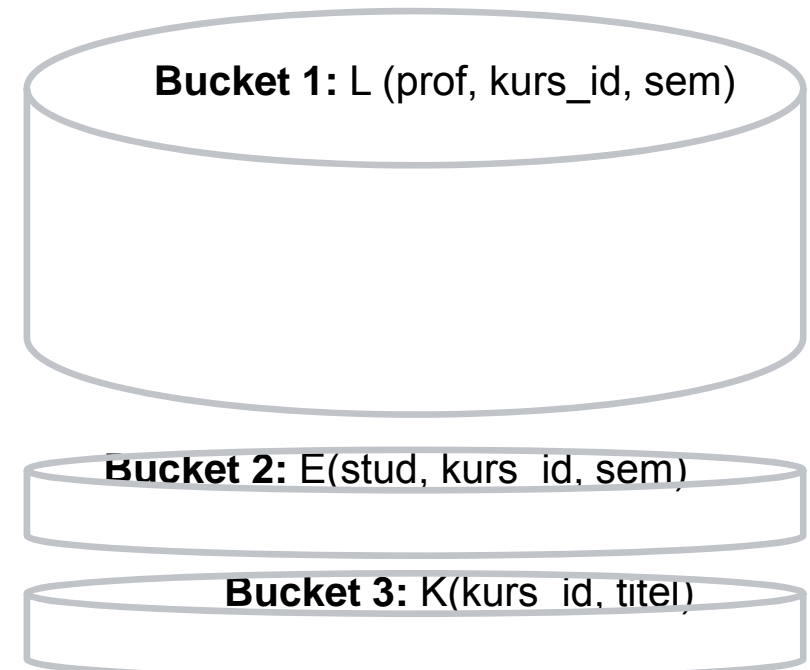 Bucket 1: L (prof, kurs_id, sem)
Bucket 2: E(stud, kurs_id, sem)
Bucket 3: K(kurs_id, titel)